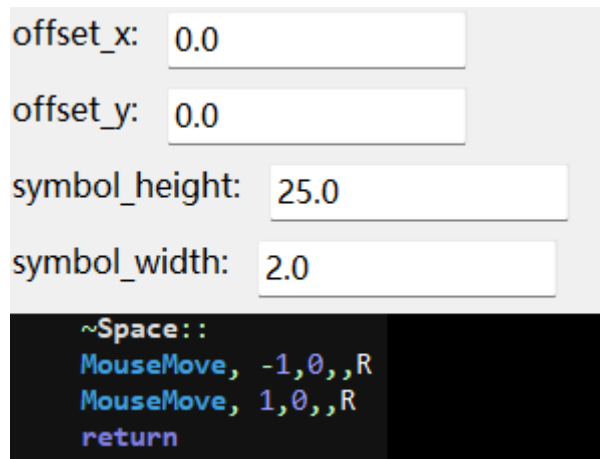 offset_x: 0.0
offset_y: 0.0
symbol_height: 25.0
symbol_width: 2.0
~Space::
MouseMove, -1,0,,R
MouseMove, 1,0,,R
return